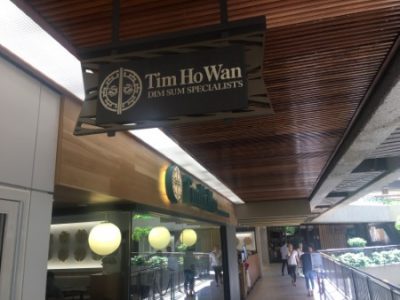 Tim Ho Wan
DIM SUM SPECIALISTS